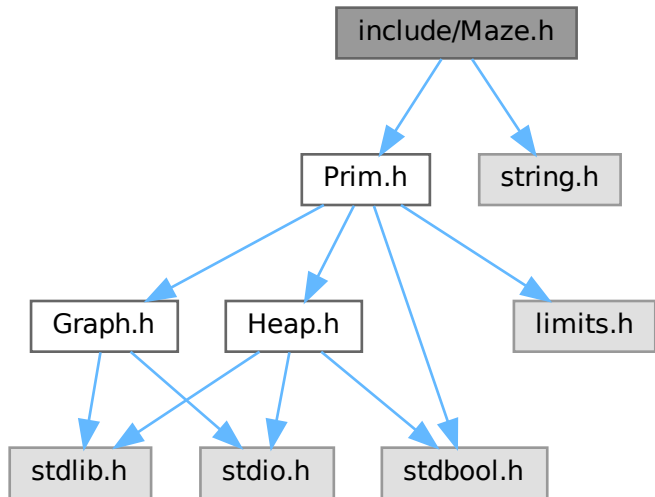 include/Maze.h
Prim.h
string.h
Graph.h
Heap.h
limits.h
stdlib.h
stdio.h
stdbool.h